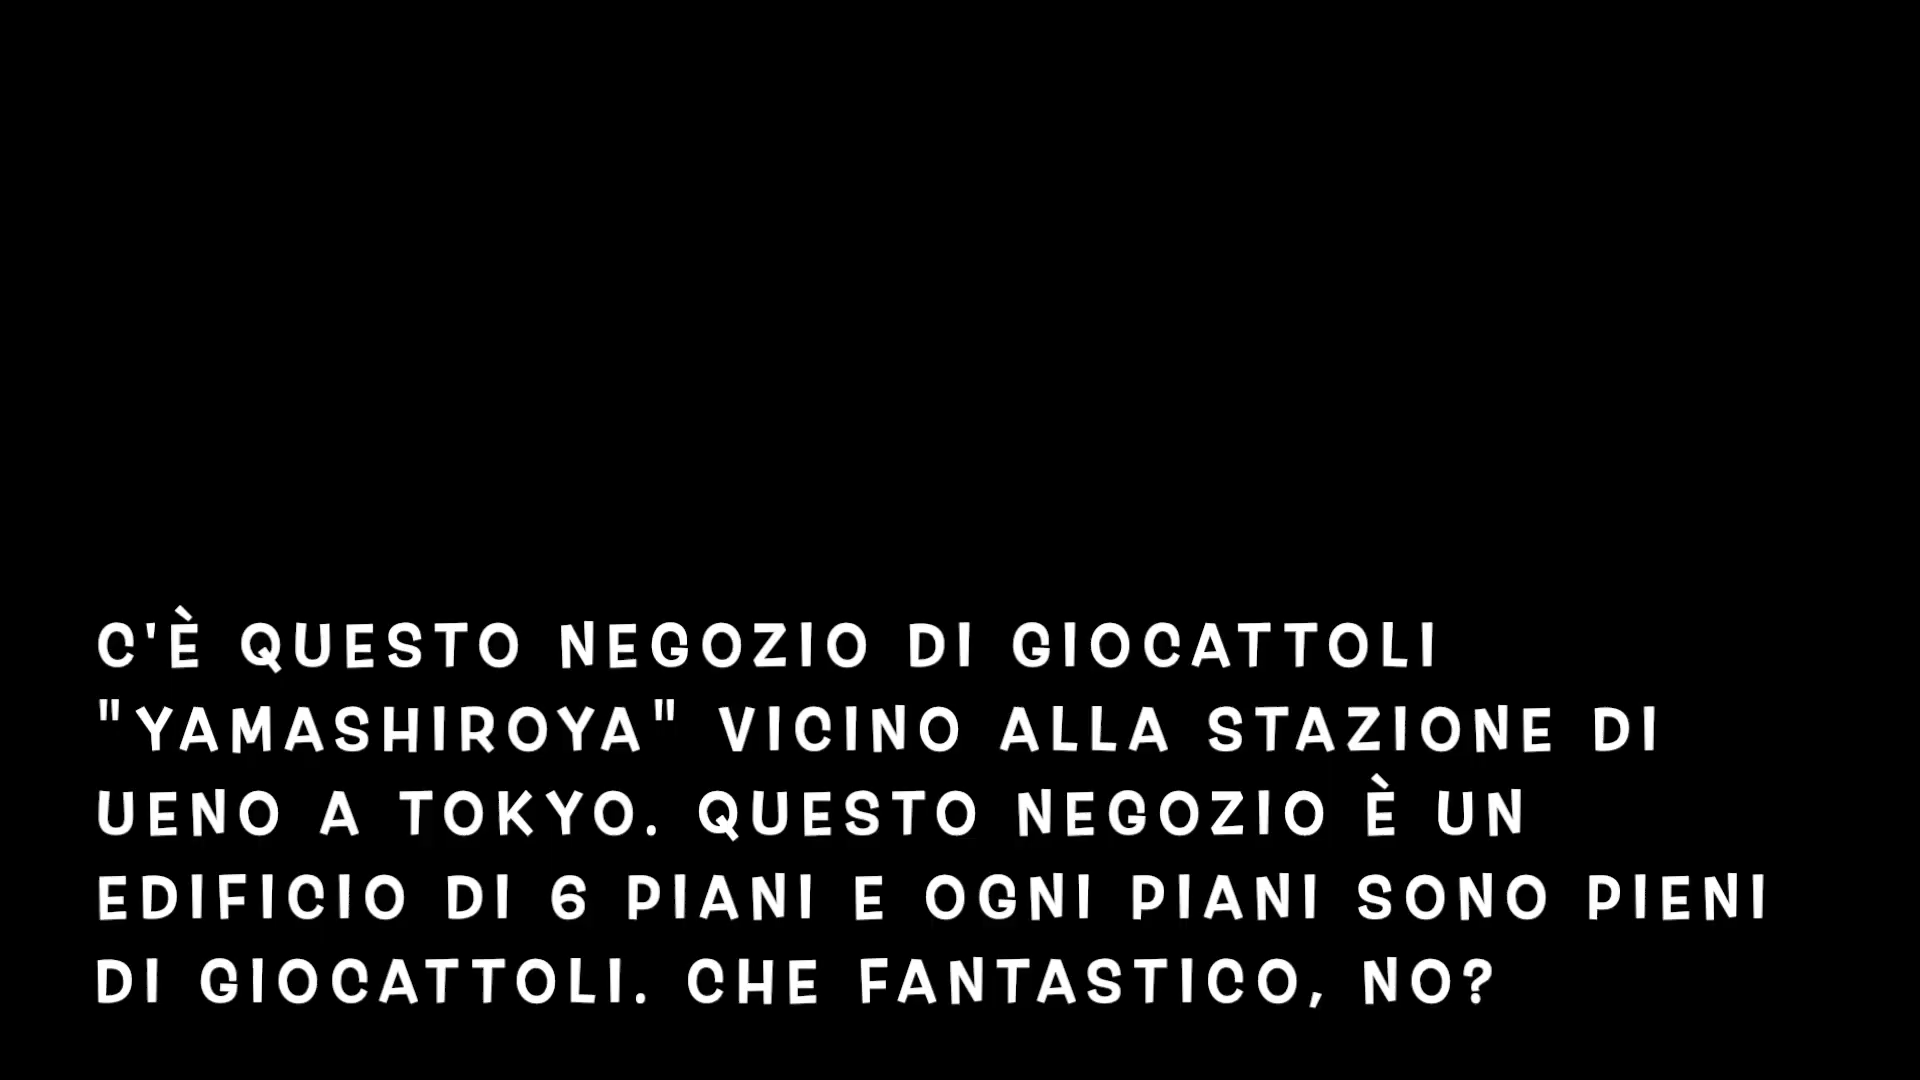 C'È QUESTO NEGOZIO DI GIOCATTOLI
"YAMASHIROYA" VICINO ALLA STAZIONE DI
UENO A TOKYO. QUESTO NEGOZIO È UN
EDIFICIO DI 6 PIANI E OGNI PIANI SONO PIENI
DI GIOCATTOLI. CHE FANTASTICO, NO?